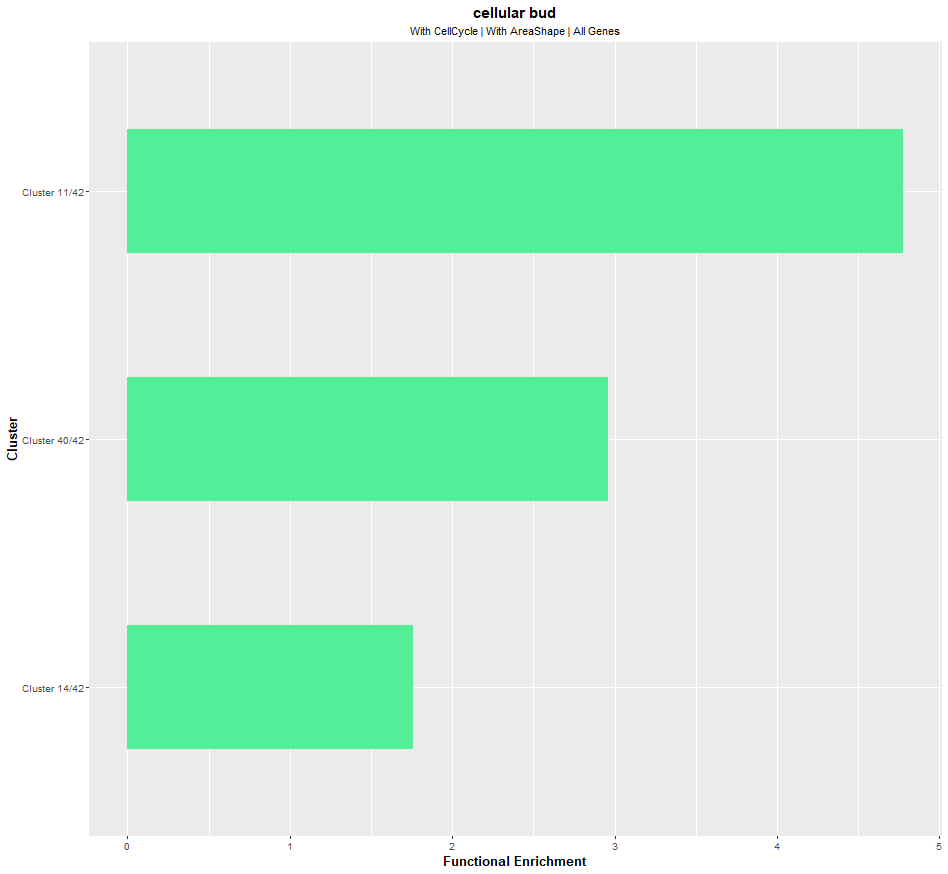 cellular bud
With CellCycle | With AreaShape | All Genes
Cluster
Cluster 11/42
Cluster 40/42
Cluster 14/42
0 1 2 3 4 5
Functional Enrichment